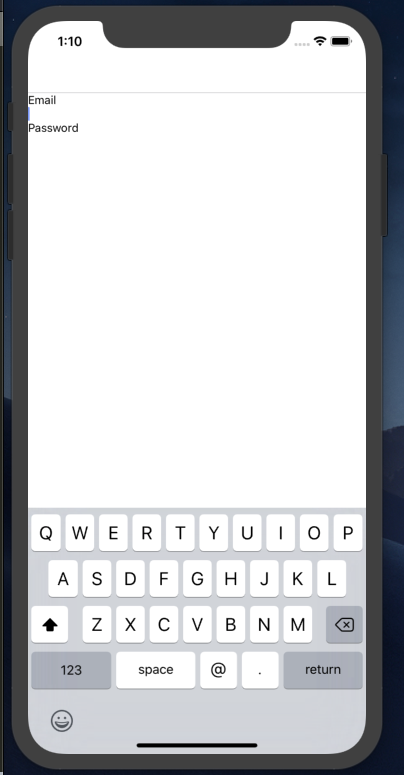 1:10
Email
Password
Q W E R T Y U I O P
A S D F G H J K L
Z X C V B N M
123 space @ . return